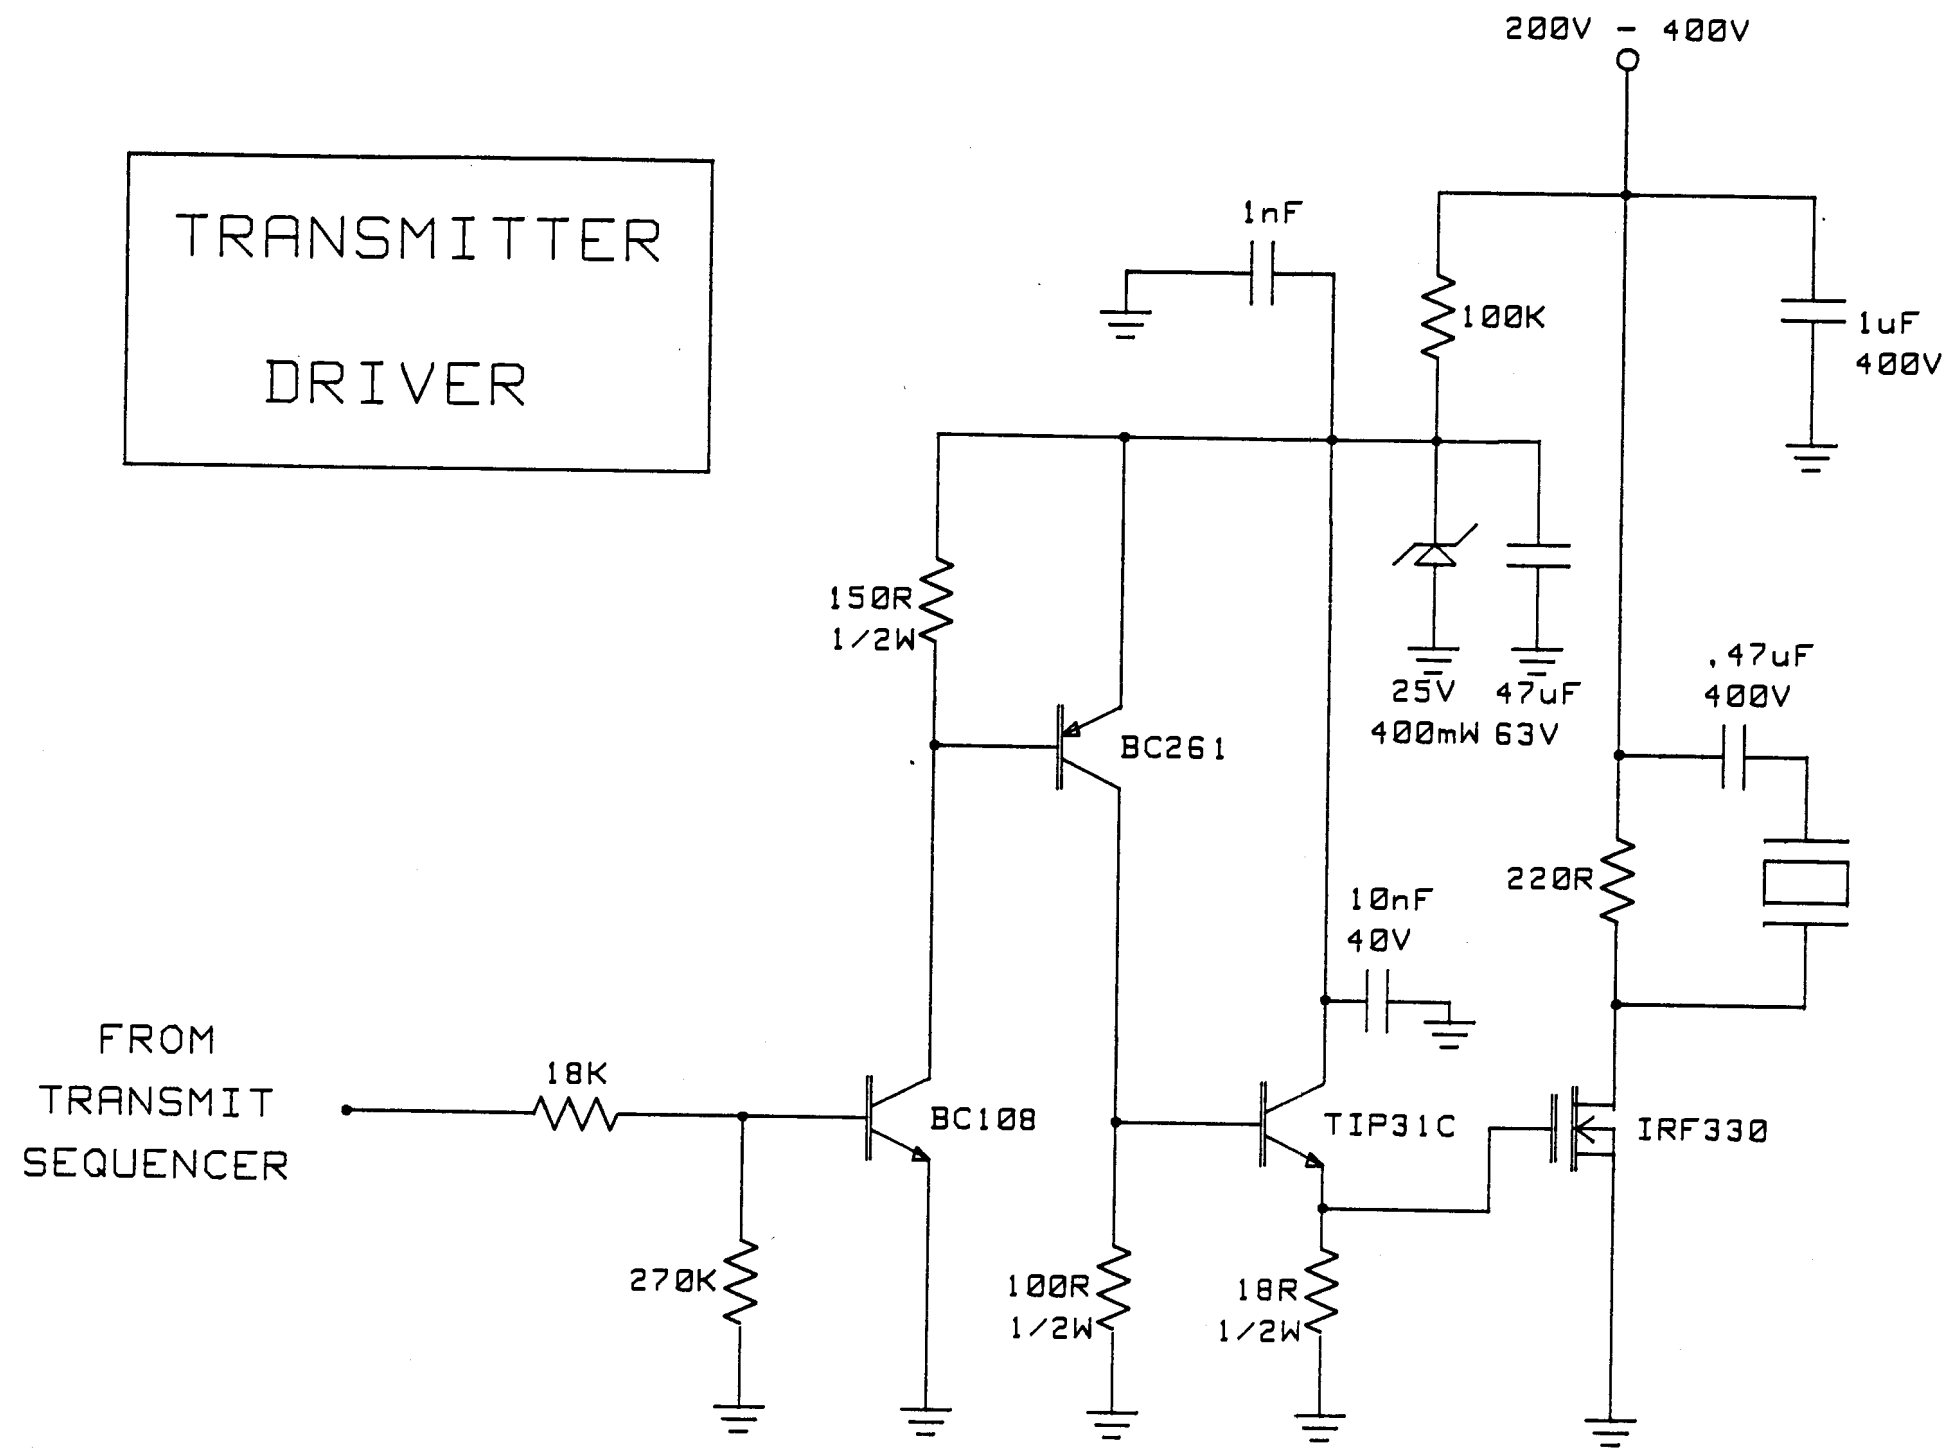 200V - 400V
TRANSMITTER
DRIVER
1nF
100K
1uF
400V
150R
1/2W
25V
400mW
47uF
63V
.47uF
400V
BC261
220R
10nF
40V
FROM
TRANSMIT
SEQUENCER
18K
BC108
TIP31C
IRF330
270K
100R
1/2W
18R
1/2W